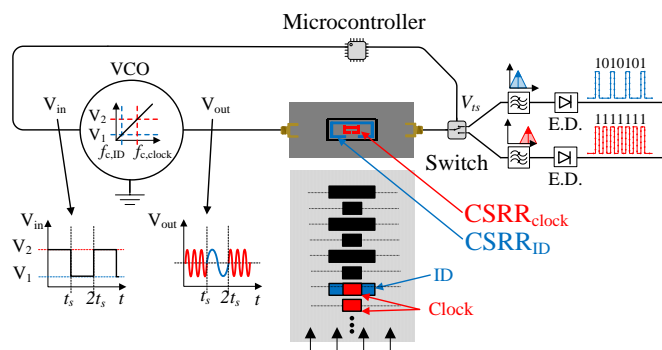 Microcontroller
VCO
V_in
V_2
V_1
f_c,ID
f_c,clock
V_out
V_ts
Switch
1010101
E.D.
1111111
E.D.
CSRR_clock
CSRR_ID
V_in
V_2
V_1
t_s
2t_s
t
V_out
t_s
2t_s
t
ID
Clock